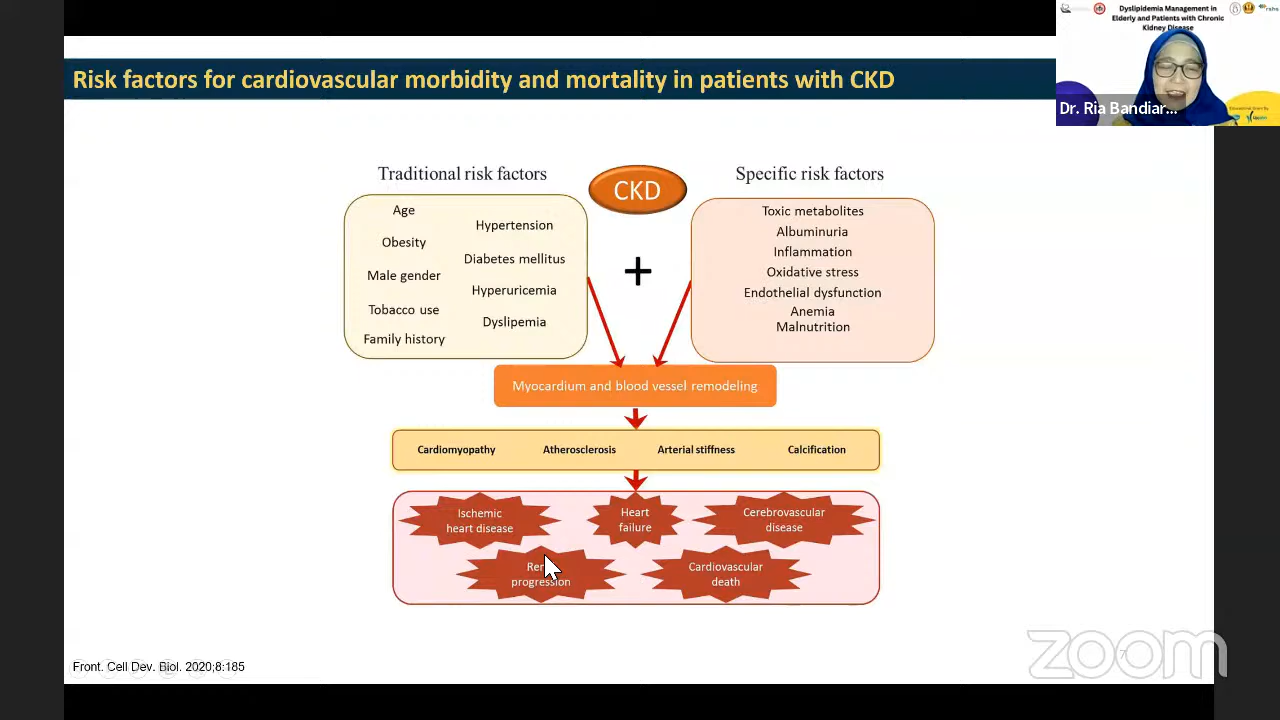 Risk factors for cardiovascular morbidity and mortality in patients with CKD
Dyslipidemia Management in
Elderly and Patients with Chronic
Kidney Disease
Dr. Ria Bandiar...
Traditional risk factors
CKD
Specific risk factors
Age
Obesity
Male gender
Tobacco use
Family history
Hypertension
Diabetes mellitus
Hyperuricemia
Dyslipemia
+
Toxic metabolites
Albuminuria
Inflammation
Oxidative stress
Endothelial dysfunction
Anemia
Malnutrition
Myocardium and blood vessel remodeling
Cardiomyopathy
Atherosclerosis
Arterial stiffness
Calcification
Ischemic
heart disease
Heart
failure
Cerebrovascular
disease
progression
Cardiovascular
death
Front. Cell Dev. Biol. 2020;8:185
7
zoom